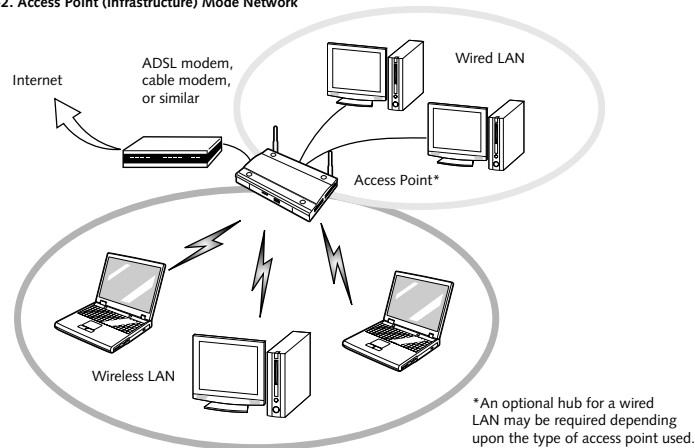 2. Access Point (Infrastructure) Mode Network
Wired LAN
ADSL modem,
cable modem,
or similar
Internet
Access Point*
Wireless LAN
*An optional hub for a wired
LAN may be required depending
upon the type of access point used.